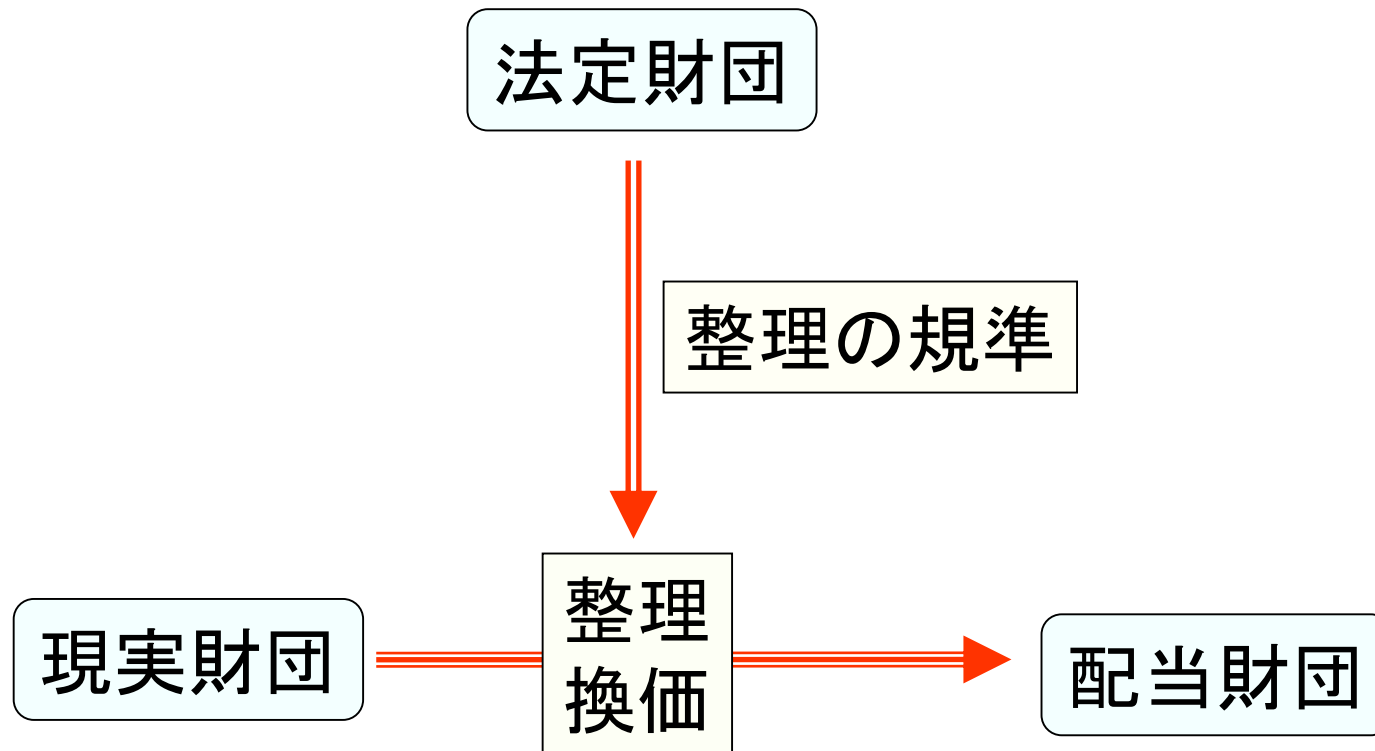 法定財団
整理の規準
整理
換価
現実財団
配当財団